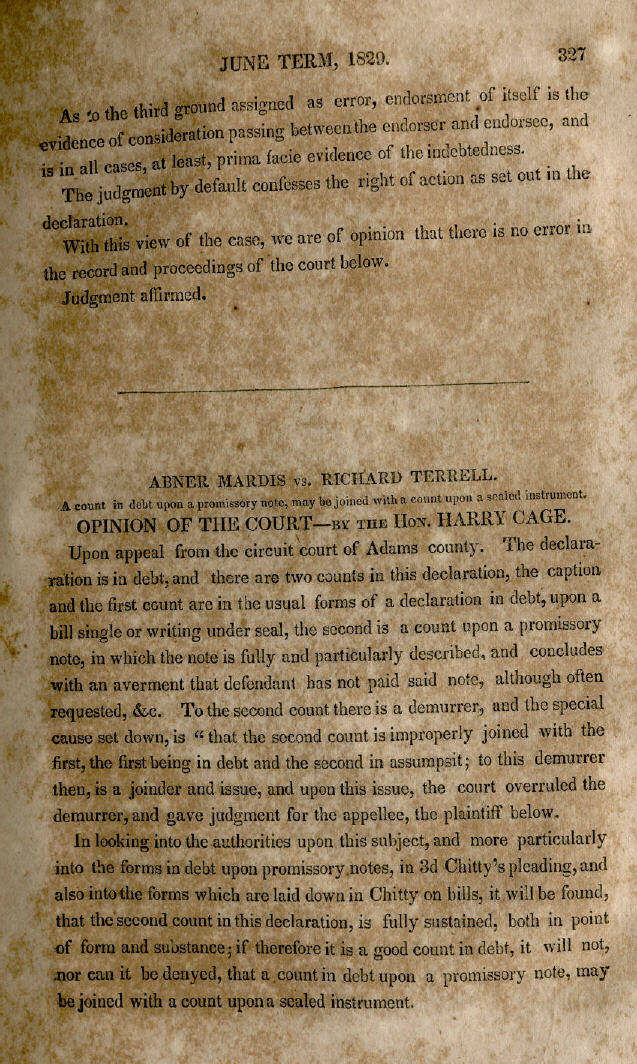 JUNE TERM, 1829. 327
As to the third ground assigned as error, endorsment of itself is the
evidence of consideration passing between the endorser and endorsee, and
is in all cases, at least, prima facie evidence of the indebtedness.
The judgment by default confesses the right of action as set out in the
declaration.
With this view of the case, we are of opinion that there is no error in
the record and proceedings of the court below.
Judgment affirmed.
ABNER MARDIS vs. RICHARD TERRELL.
A count in debt upon a promissory note, may be joined with a count upon a sealed instrument.
OPINION OF THE COURT—BY THE HON. HARRY CAGE.
Upon appeal from the circuit court of Adams county. The declara-
ration is in debt, and there are two counts in this declaration, the caption
and the first count are in the usual forms of a declaration in debt, upon a
bill single or writing under seal, the second is a count upon a promissory
note, in which the note is fully and particularly described, and concludes
with an averment that defendant has not paid said note, although often
requested, &c. To the second count there is a demurrer, and the special
cause set down, is “ that the second count is improperly joined with the
first, the first being in debt and the second in assumpsit; to this demurrer
then, is a joinder and issue, and upon this issue, the court overruled the
demurrer, and gave judgment for the appellee, the plaintiff below.
In looking into the authorities upon this subject, and more particularly
into the forms in debt upon promissory notes, in 3d Chitty's pleading, and
also into the forms which are laid down in Chitty on bills, it will be found,
that the second count in this declaration, is fully sustained, both in point
of form and substance; if therefore it is a good count in debt, it will not,
nor can it be denyed, that a count in debt upon a promissory note, may
be joined with a count upon a sealed instrument.